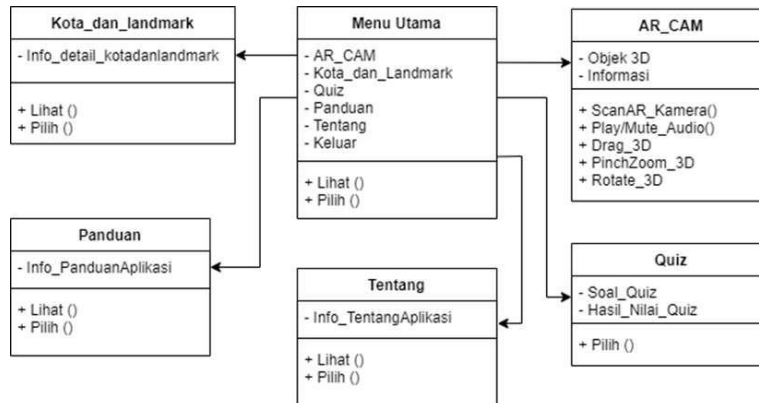 Kota_dan_landmark
- Info_detail_kotadanlandmark
+ Lihat ()
+ Pilih ()
Menu Utama
- AR_CAM
- Kota_dan_Landmark
- Quiz
- Panduan
- Tentang
- Keluar
+ Lihat ()
+ Pilih ()
AR_CAM
- Objek 3D
- Informasi
+ ScanAR_Kamera()
+ Play/Mute_Audio()
+ Drag_3D
+ PinchZoom_3D
+ Rotate_3D
Panduan
- Info_PanduanAplikasi
+ Lihat ()
+ Pilih ()
Tentang
- Info_TentangAplikasi
+ Lihat ()
+ Pilih ()
Quiz
- Soal_Quiz
- Hasil_Nilai_Quiz
+ Pilih ()